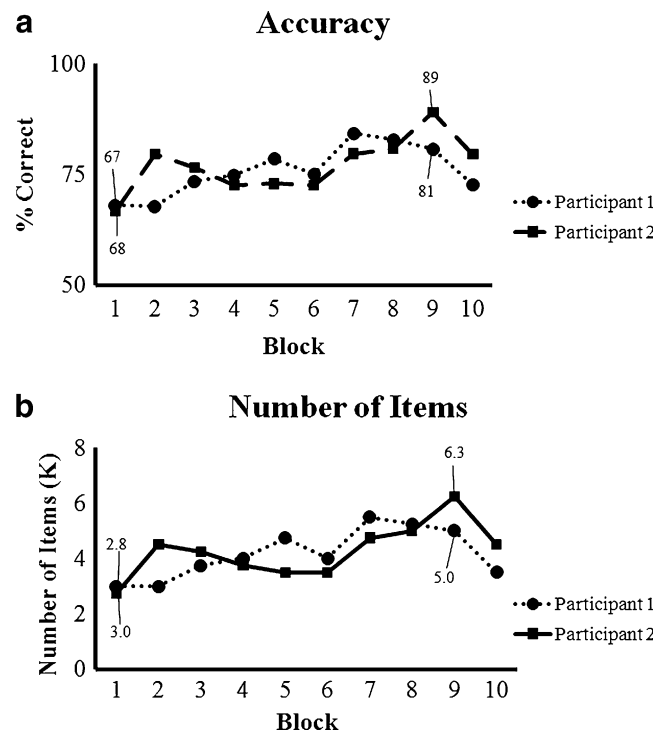 a
Accuracy
100
75
50
% Correct
67
68
89
81
1 2 3 4 5 6 7 8 9 10
Block
Participant 1
Participant 2
b
Number of Items
8
6
4
2
0
Number of Items (K)
2.8
3.0
6.3
5.0
1 2 3 4 5 6 7 8 9 10
Block
Participant 1
Participant 2